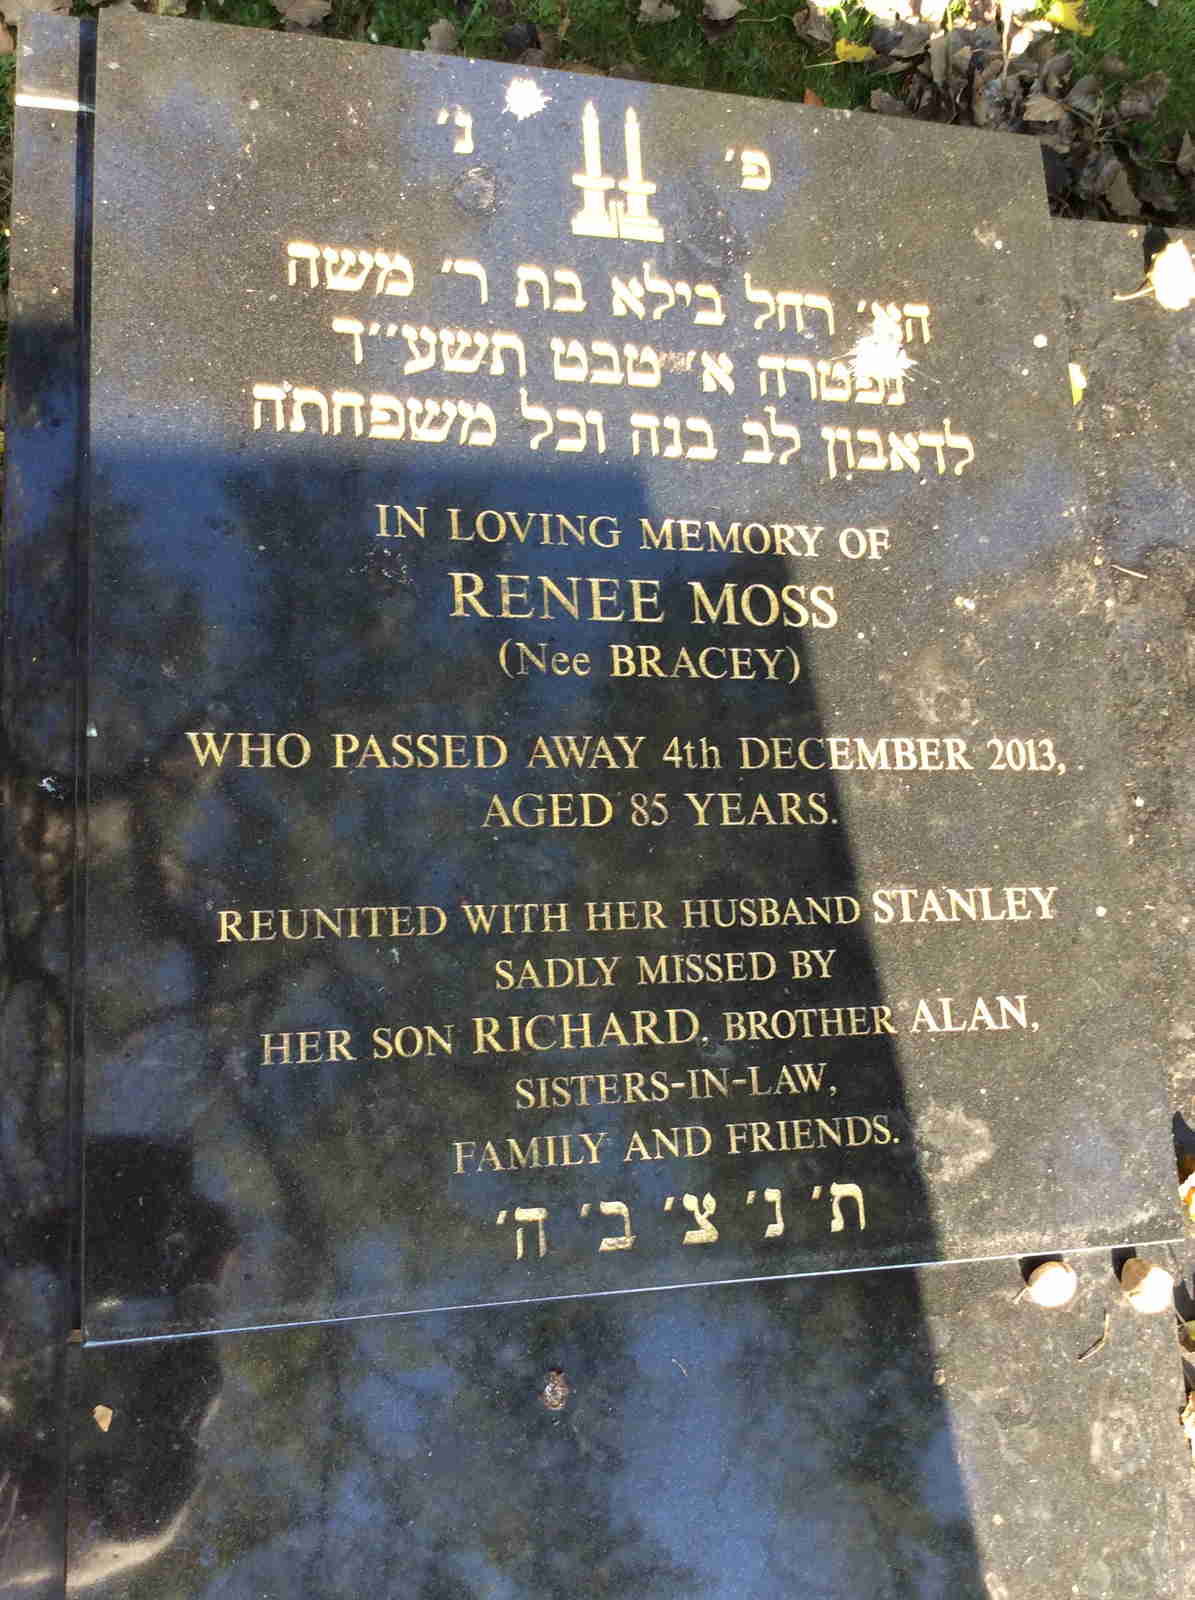 פ׳ נ׳
הא׳ רחל בילא בת ר׳ משה
נפטרה א׳ טבט תשע״ד
לדאבון לב בנה וכל משפחתה
IN LOVING MEMORY OF
RENEE MOSS
(Nee BRACEY)
WHO PASSED AWAY 4th DECEMBER 2013,
AGED 85 YEARS.
REUNITED WITH HER HUSBAND STANLEY
SADLY MISSED BY
HER SON RICHARD, BROTHER ALAN,
SISTERS-IN-LAW,
FAMILY AND FRIENDS.
ת׳ נ׳ צ׳ ב׳ ה׳